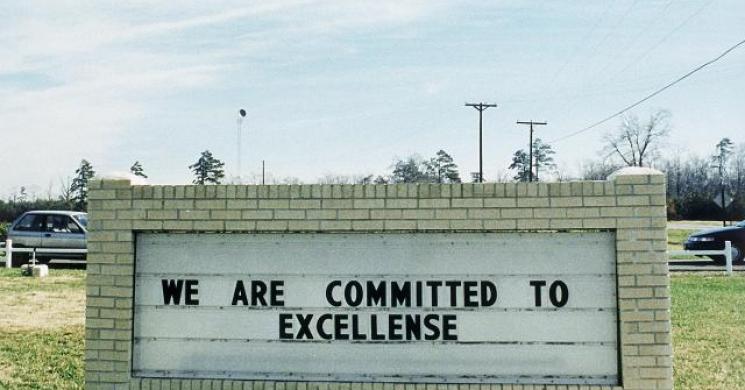 WE ARE COMMITTED TO
EXCELLENSE